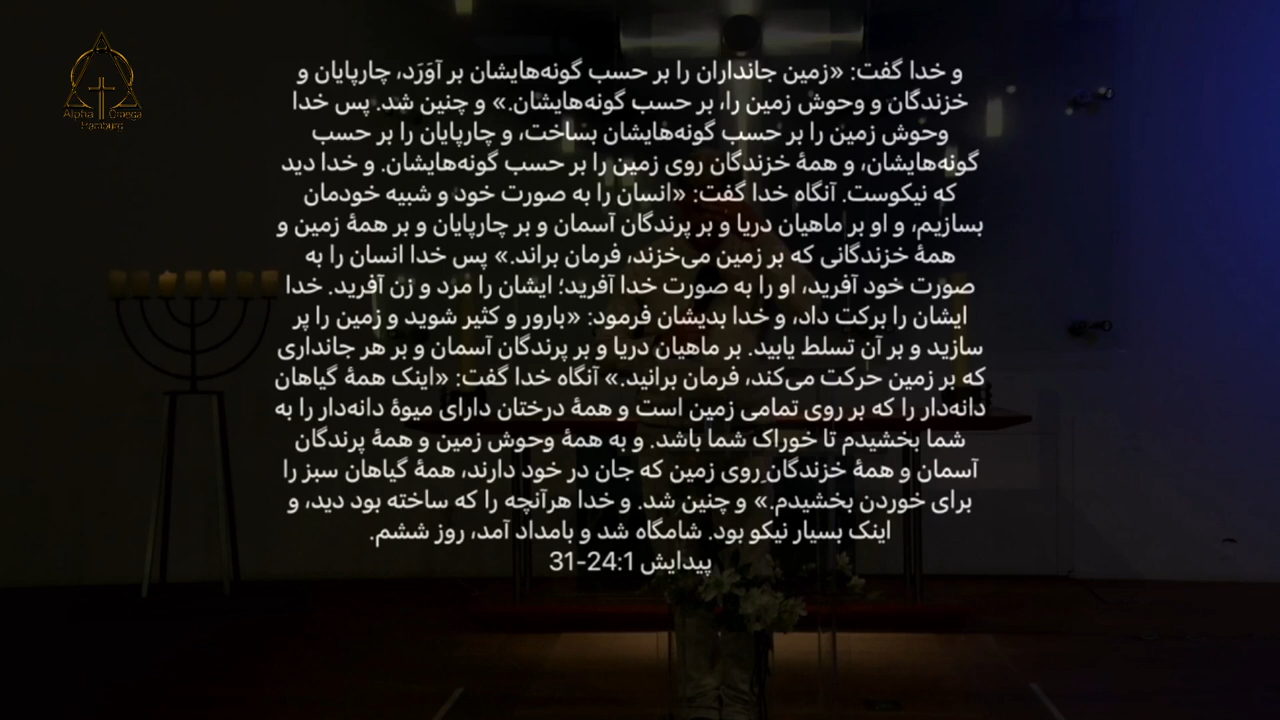 Alpha Omega
Hamburg
و خدا گفت: «زمین جانداران را بر حسب گونه‌هایشان بر آوَرَد، چارپایان و
خزندگان و وحوش زمین را، بر حسب گونه‌هایشان.» و چنین شد. پس خدا
وحوش زمین را بر حسب گونه‌هایشان بساخت، و چارپایان را بر حسب
گونه‌هایشان، و همهٔ خزندگان روی زمین را بر حسب گونه‌هایشان. و خدا دید
که نیکوست. آنگاه خدا گفت: «انسان را به صورت خود و شبیه خودمان
بسازیم، و او بر ماهیان دریا و بر پرندگان آسمان و بر چارپایان و بر همهٔ زمین و
همهٔ خزندگانی که بر زمین می‌خزند، فرمان براند.» پس خدا انسان را به
صورت خود آفرید، او را به صورت خدا آفرید؛ ایشان را مرد و زن آفرید. خدا
ایشان را برکت داد، و خدا بدیشان فرمود: «بارور و کثیر شوید و زمین را پر
سازید و بر آن تسلط یابید. بر ماهیان دریا و بر پرندگان آسمان و بر هر جانداری
که بر زمین حرکت می‌کند، فرمان برانید.» آنگاه خدا گفت: «اینک همهٔ گیاهان
دانه‌دار را که بر روی تمامی زمین است و همهٔ درختان دارای میوهٔ دانه‌دار را به
شما بخشیدم تا خوراک شما باشد. و به همهٔ وحوش زمین و همهٔ پرندگان
آسمان و همهٔ خزندگانِ روی زمین که جان در خود دارند، همهٔ گیاهان سبز را
برای خوردن بخشیدم.» و چنین شد. و خدا هرآنچه را که ساخته بود دید، و
اینک بسیار نیکو بود. شامگاه شد و بامداد آمد، روز ششم.
پیدایش 24:1-31